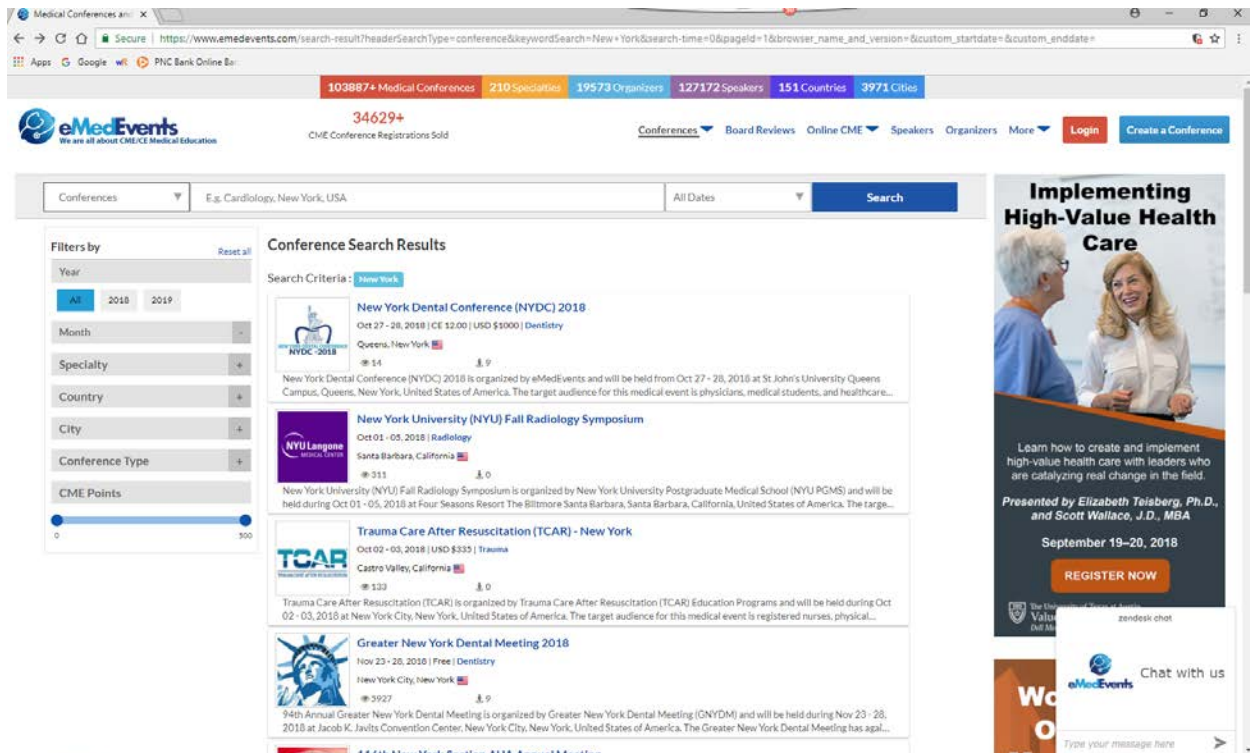 Medical Conferences and
Secure | https://www.emedevents.com/search-result?headerSearchType=conference&keywordSearch=New+York&search-time=0&pageId=1&browser_name_and_version=&custom_startdate=&custom_enddate=
Apps Google PNC Bank Online Ba
103887+ Medical Conferences 210 Specialties 19573 Organizers 127172 Speakers 151 Countries 3971 Cities
eMedEvents
We are all about CME/CE Medical Education
34629+
CME Conference Registrations Sold
Conferences Board Reviews Online CME Speakers Organizers More Login Create a Conference
Conferences E.g. Cardiology, New York, USA All Dates Search
Filters by Reset all
Year
All 2018 2019
Month -
Specialty +
Country +
City +
Conference Type +
CME Points
0 300
Conference Search Results
Search Criteria : New York
NYDC -2018
New York Dental Conference (NYDC) 2018
Oct 27 - 28, 2018 | CE 12.00 | USD $1000 | Dentistry
Queens, New York
14 9
New York Dental Conference (NYDC) 2018 is organized by eMedEvents and will be held from Oct 27 - 28, 2018 at St John's University Queens
Campus, Queens, New York, United States of America. The target audience for this medical event is physicians, medical students, and healthcare...
NYU Langone
MEDICAL CENTER
New York University (NYU) Fall Radiology Symposium
Oct 01 - 05, 2018 | Radiology
Santa Barbara, California
311 0
New York University (NYU) Fall Radiology Symposium is organized by New York University Postgraduate Medical School (NYU PGMS) and will be
held during Oct 01 - 05, 2018 at Four Seasons Resort The Biltmore Santa Barbara, Santa Barbara, California, United States of America. The targe...
TCAR
Trauma Care After Resuscitation (TCAR) - New York
Oct 02 - 03, 2018 | USD $335 | Trauma
Castro Valley, California
133 0
Trauma Care After Resuscitation (TCAR) is organized by Trauma Care After Resuscitation (TCAR) Education Programs and will be held during Oct
02 - 03, 2018 at New York City, New York, United States of America. The target audience for this medical event is registered nurses, physical...
Greater New York Dental Meeting 2018
Nov 23 - 28, 2018 | Free | Dentistry
New York City, New York
5927 9
94th Annual Greater New York Dental Meeting is organized by Greater New York Dental Meeting (GNYDM) and will be held during Nov 23 - 28,
2018 at Jacob K. Javits Convention Center, New York City, New York, United States of America. The Greater New York Dental Meeting has agai...
Implementing
High-Value Health
Care
Learn how to create and implement
high-value health care with leaders who
are catalyzing real change in the field.
Presented by Elizabeth Teisberg, Ph.D.,
and Scott Wallace, J.D., MBA
September 19–20, 2018
REGISTER NOW
The University of Texas at Austin
Valu
Dell Me
Wo
O
zendesk chat
eMedEvents
Chat with us
Type your message here